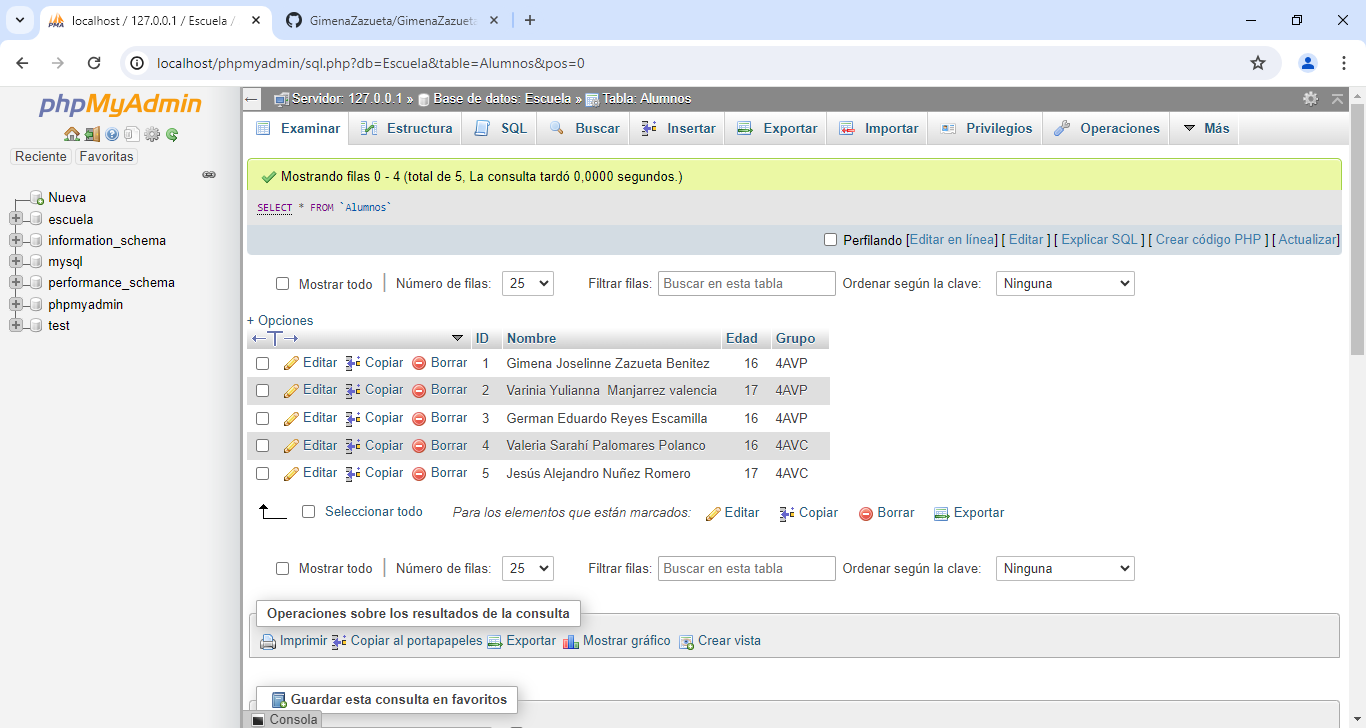 localhost / 127.0.0.1 / Escuela /
GimenaZazueta/GimenaZazueta
localhost/phpmyadmin/sql.php?db=Escuela&table=Alumnos&pos=0
phpMyAdmin
Reciente Favoritas
Nueva
escuela
information_schema
mysql
performance_schema
phpmyadmin
test
Servidor: 127.0.0.1 » Base de datos: Escuela » Tabla: Alumnos
Examinar Estructura SQL Buscar Insertar Exportar Importar Privilegios Operaciones Más
Mostrando filas 0 - 4 (total de 5, La consulta tardó 0,0000 segundos.)
SELECT * FROM `Alumnos`
Perfilando [Editar en línea] [ Editar ] [ Explicar SQL ] [ Crear código PHP ] [ Actualizar]
Mostrar todo | Número de filas: 25 Filtrar filas: Buscar en esta tabla Ordenar según la clave: Ninguna
+ Opciones
←T→ ID Nombre Edad Grupo
Editar Copiar Borrar 1 Gimena Joselinne Zazueta Benitez 16 4AVP
Editar Copiar Borrar 2 Varinia Yulianna  Manjarrez valencia 17 4AVP
Editar Copiar Borrar 3 German Eduardo Reyes Escamilla 16 4AVP
Editar Copiar Borrar 4 Valeria Sarahí Palomares Polanco 16 4AVC
Editar Copiar Borrar 5 Jesús Alejandro Nuñez Romero 17 4AVC
Seleccionar todo Para los elementos que están marcados: Editar Copiar Borrar Exportar
Mostrar todo | Número de filas: 25 Filtrar filas: Buscar en esta tabla Ordenar según la clave: Ninguna
Operaciones sobre los resultados de la consulta
Imprimir Copiar al portapapeles Exportar Mostrar gráfico Crear vista
Guardar esta consulta en favoritos
Consola